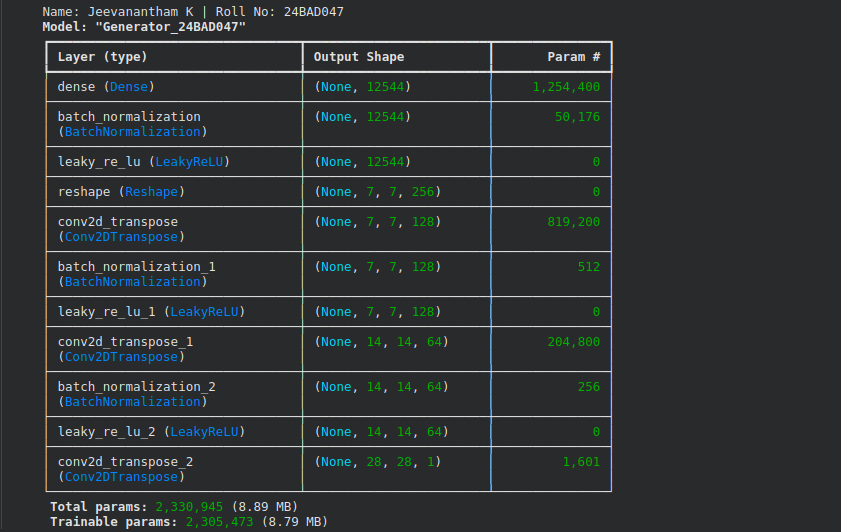 Name: Jeevanantham K | Roll No: 24BAD047
Model: "Generator_24BAD047"
Layer (type) Output Shape Param #
dense (Dense) (None, 12544) 1,254,400
batch_normalization (None, 12544) 50,176
(BatchNormalization)
leaky_re_lu (LeakyReLU) (None, 12544) 0
reshape (Reshape) (None, 7, 7, 256) 0
conv2d_transpose (None, 7, 7, 128) 819,200
(Conv2DTranspose)
batch_normalization_1 (None, 7, 7, 128) 512
(BatchNormalization)
leaky_re_lu_1 (LeakyReLU) (None, 7, 7, 128) 0
conv2d_transpose_1 (None, 14, 14, 64) 204,800
(Conv2DTranspose)
batch_normalization_2 (None, 14, 14, 64) 256
(BatchNormalization)
leaky_re_lu_2 (LeakyReLU) (None, 14, 14, 64) 0
conv2d_transpose_2 (None, 28, 28, 1) 1,601
(Conv2DTranspose)
Total params: 2,330,945 (8.89 MB)
Trainable params: 2,305,473 (8.79 MB)